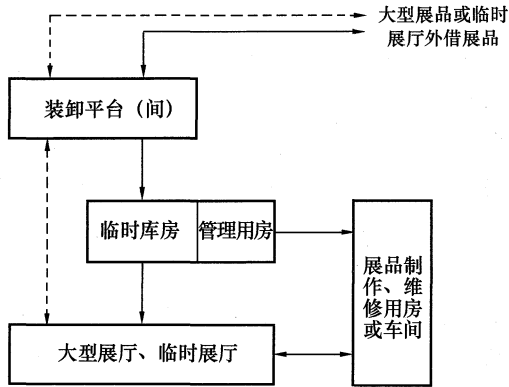 大型展品或临时
展厅外借展品
装卸平台（间）
临时库房
管理用房
展品制
作、维
修用房
或车间
大型展厅、临时展厅